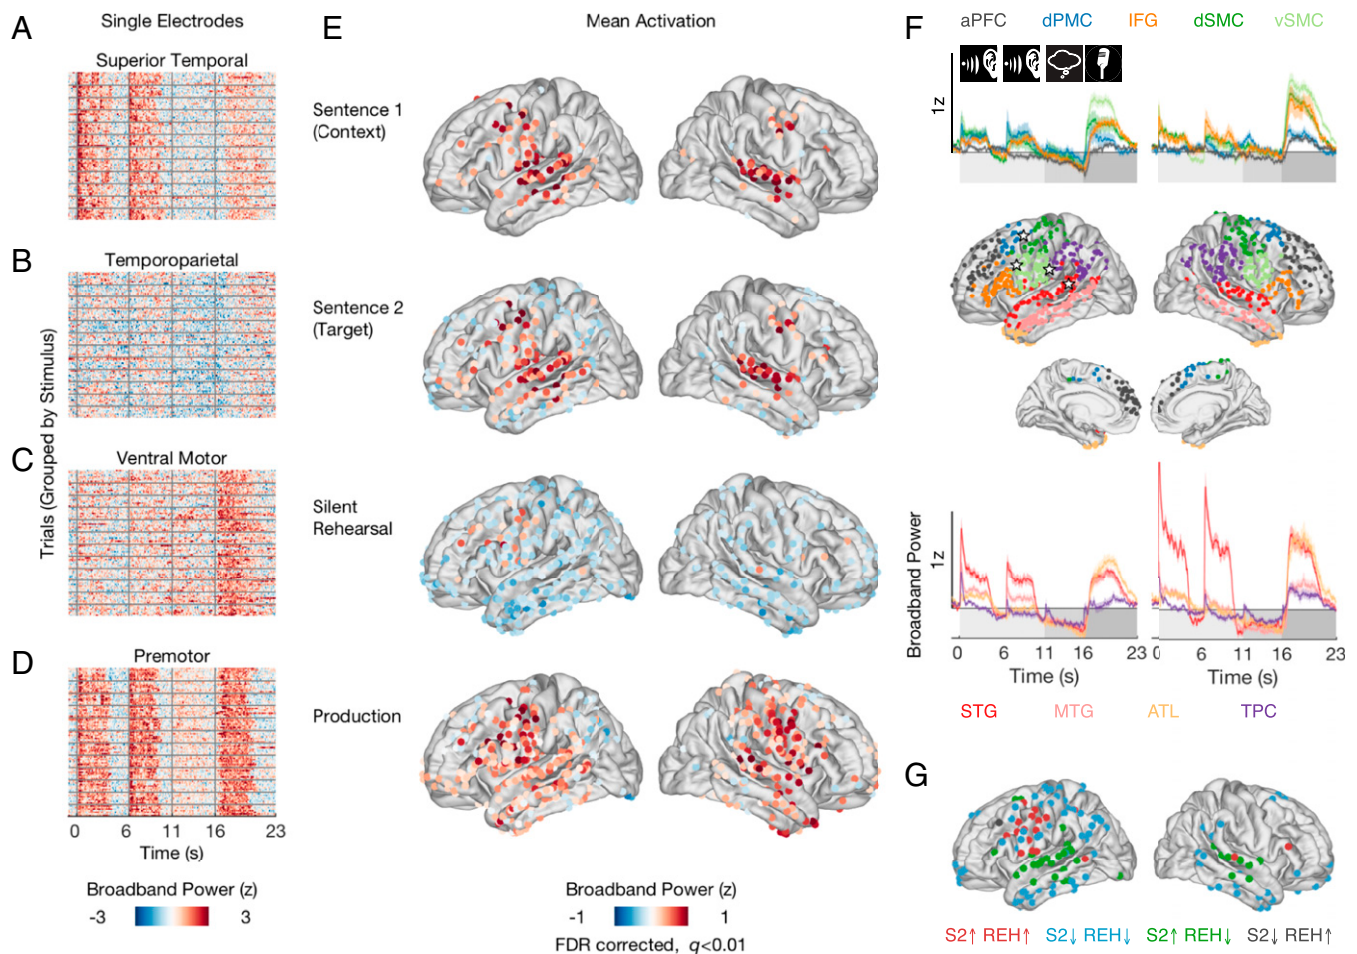 A
Single Electrodes
Superior Temporal
B
Temporoparietal
C
Ventral Motor
D
Premotor
Trials (Grouped by Stimulus)
0 6 11 16 23
Time (s)
Broadband Power (z)
-3 3
E
Mean Activation
Sentence 1
(Context)
Sentence 2
(Target)
Silent
Rehearsal
Production
Broadband Power (z)
-1 1
FDR corrected, q<0.01
F
aPFC dPMC IFG dSMC vSMC
1z
Broadband Power
1z
0 6 11 16 23 0 6 11 16 23
Time (s) Time (s)
STG MTG ATL TPC
G
S2↑ REH↑ S2↓ REH↓ S2↑ REH↓ S2↓ REH↑